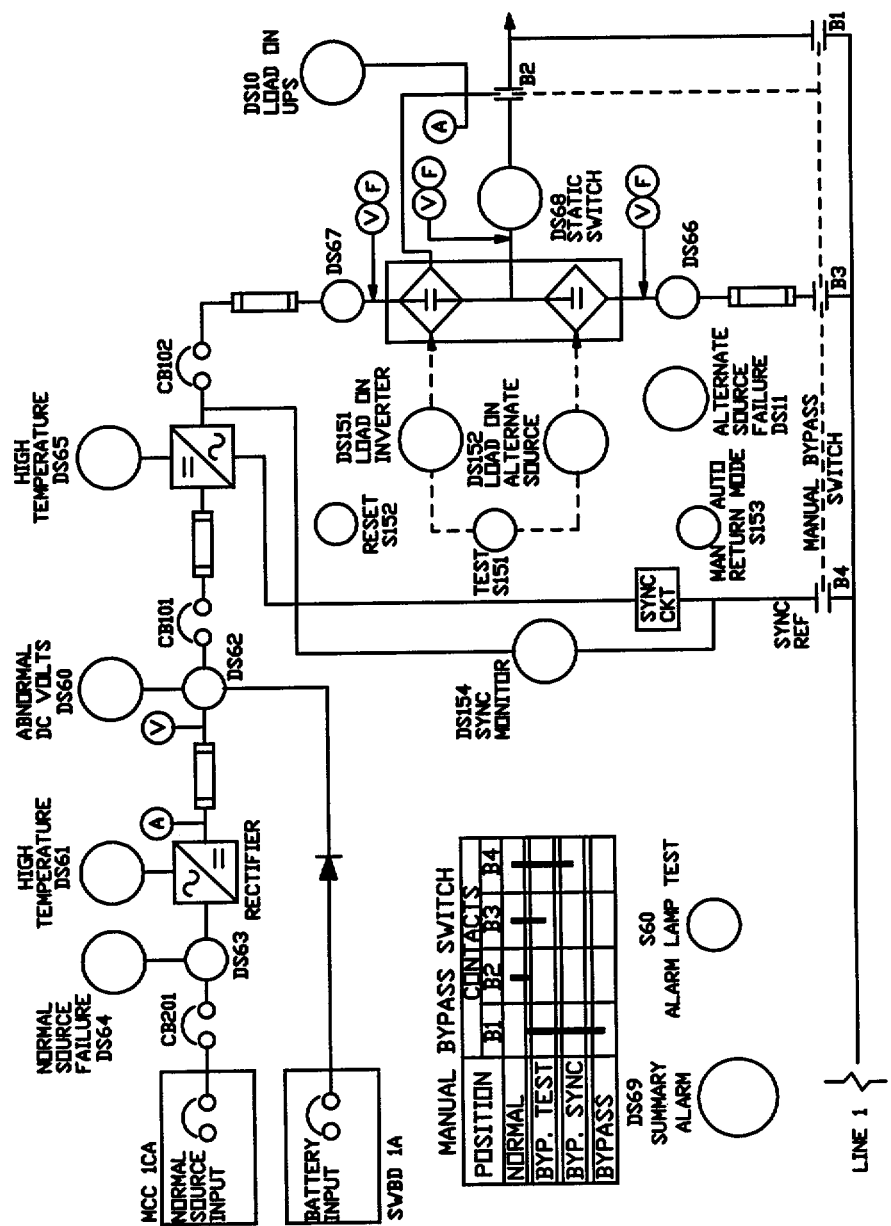 MCC 1CA
NORMAL
SOURCE
INPUT
BATTERY
INPUT
SWBD 1A
CB201
NORMAL
SOURCE
FAILURE
DS64
DS63
HIGH
TEMPERATURE
DS61
RECTIFIER
A
V
ABNORMAL
DC VOLTS
DS60
DS62
CB101
HIGH
TEMPERATURE
DS65
CB102
DS67
V F
V F
A
DS10
LOAD ON
UPS
B2
DS68
STATIC
SWITCH
V F
DS66
DS151
LOAD ON
INVERTER
DS152
LOAD ON
ALTERNATE
SOURCE
RESET
S152
TEST
S151
ALTERNATE
SOURCE
FAILURE
DS11
MAN AUTO
RETURN MODE
S153
DS154
SYNC
MONITOR
SYNC
CKT
SYNC
REF
MANUAL BYPASS
SWITCH
B4
B3
B1
MANUAL BYPASS SWITCH
POSITION CONTACTS
B1 B2 B3 B4
NORMAL
BYP. TEST
BYP. SYNC
BYPASS
DS69
SUMMARY
ALARM
S60
ALARM LAMP TEST
LINE 1